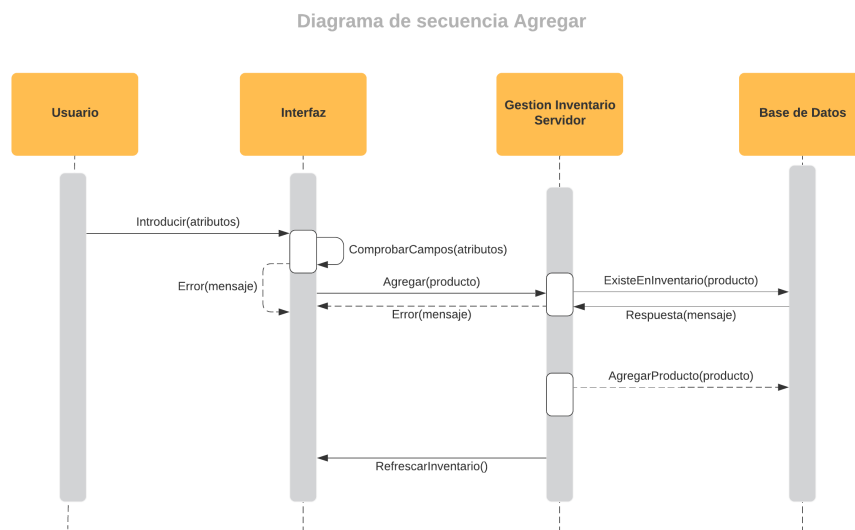 Diagrama de secuencia Agregar
Usuario
Interfaz
Gestion Inventario
Servidor
Base de Datos
Introducir(atributos)
ComprobarCampos(atributos)
Error(mensaje)
Agregar(producto)
ExisteEnInventario(producto)
Error(mensaje)
Respuesta(mensaje)
AgregarProducto(producto)
RefrescarInventario()